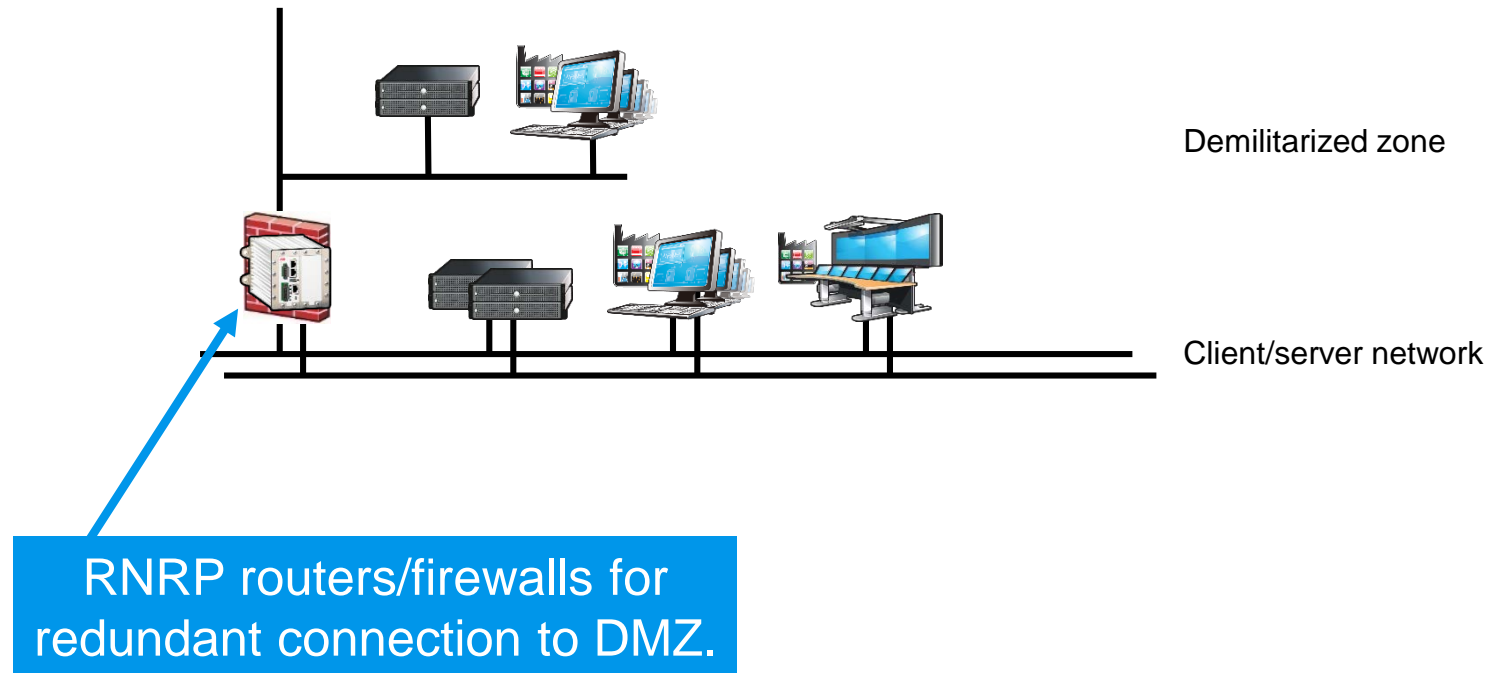 Demilitarized zone
Client/server network
RNRP routers/firewalls for
redundant connection to DMZ.